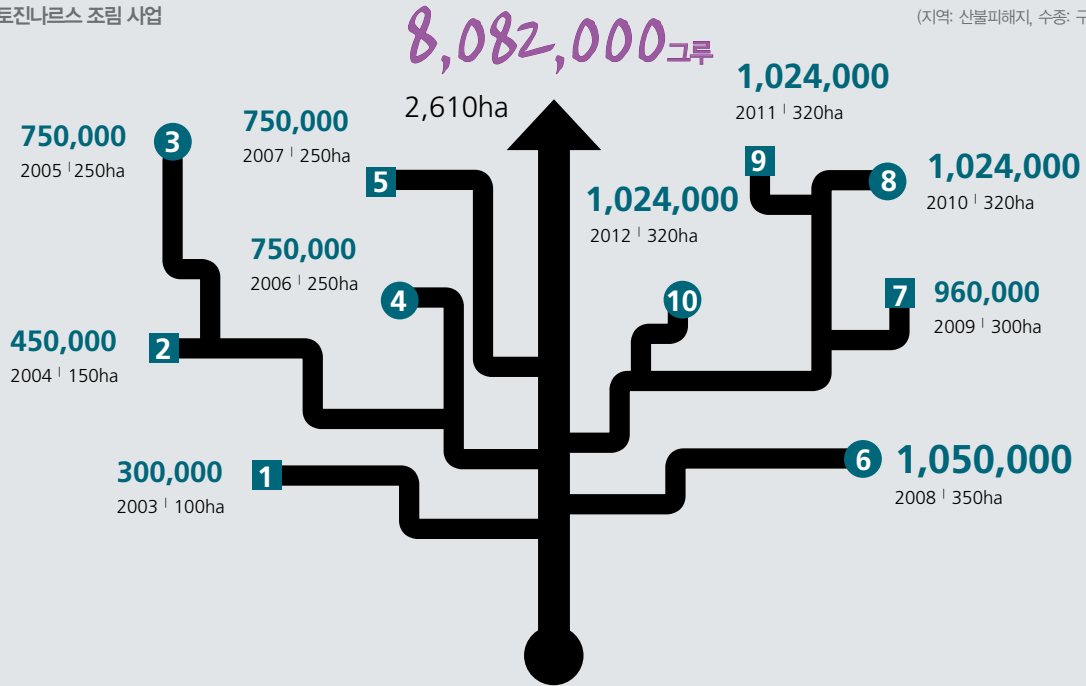 토진나르스 조림 사업
(지역: 산불피해지, 수종: 구
8,082,000그루
2,610ha
1,024,000
2011 | 320ha
9
750,000
2005 | 250ha
3
750,000
2007 | 250ha
5
1,024,000
2010 | 320ha
8
1,024,000
2012 | 320ha
10
750,000
2006 | 250ha
4
960,000
2009 | 300ha
7
450,000
2004 | 150ha
2
300,000
2003 | 100ha
1
1,050,000
2008 | 350ha
6